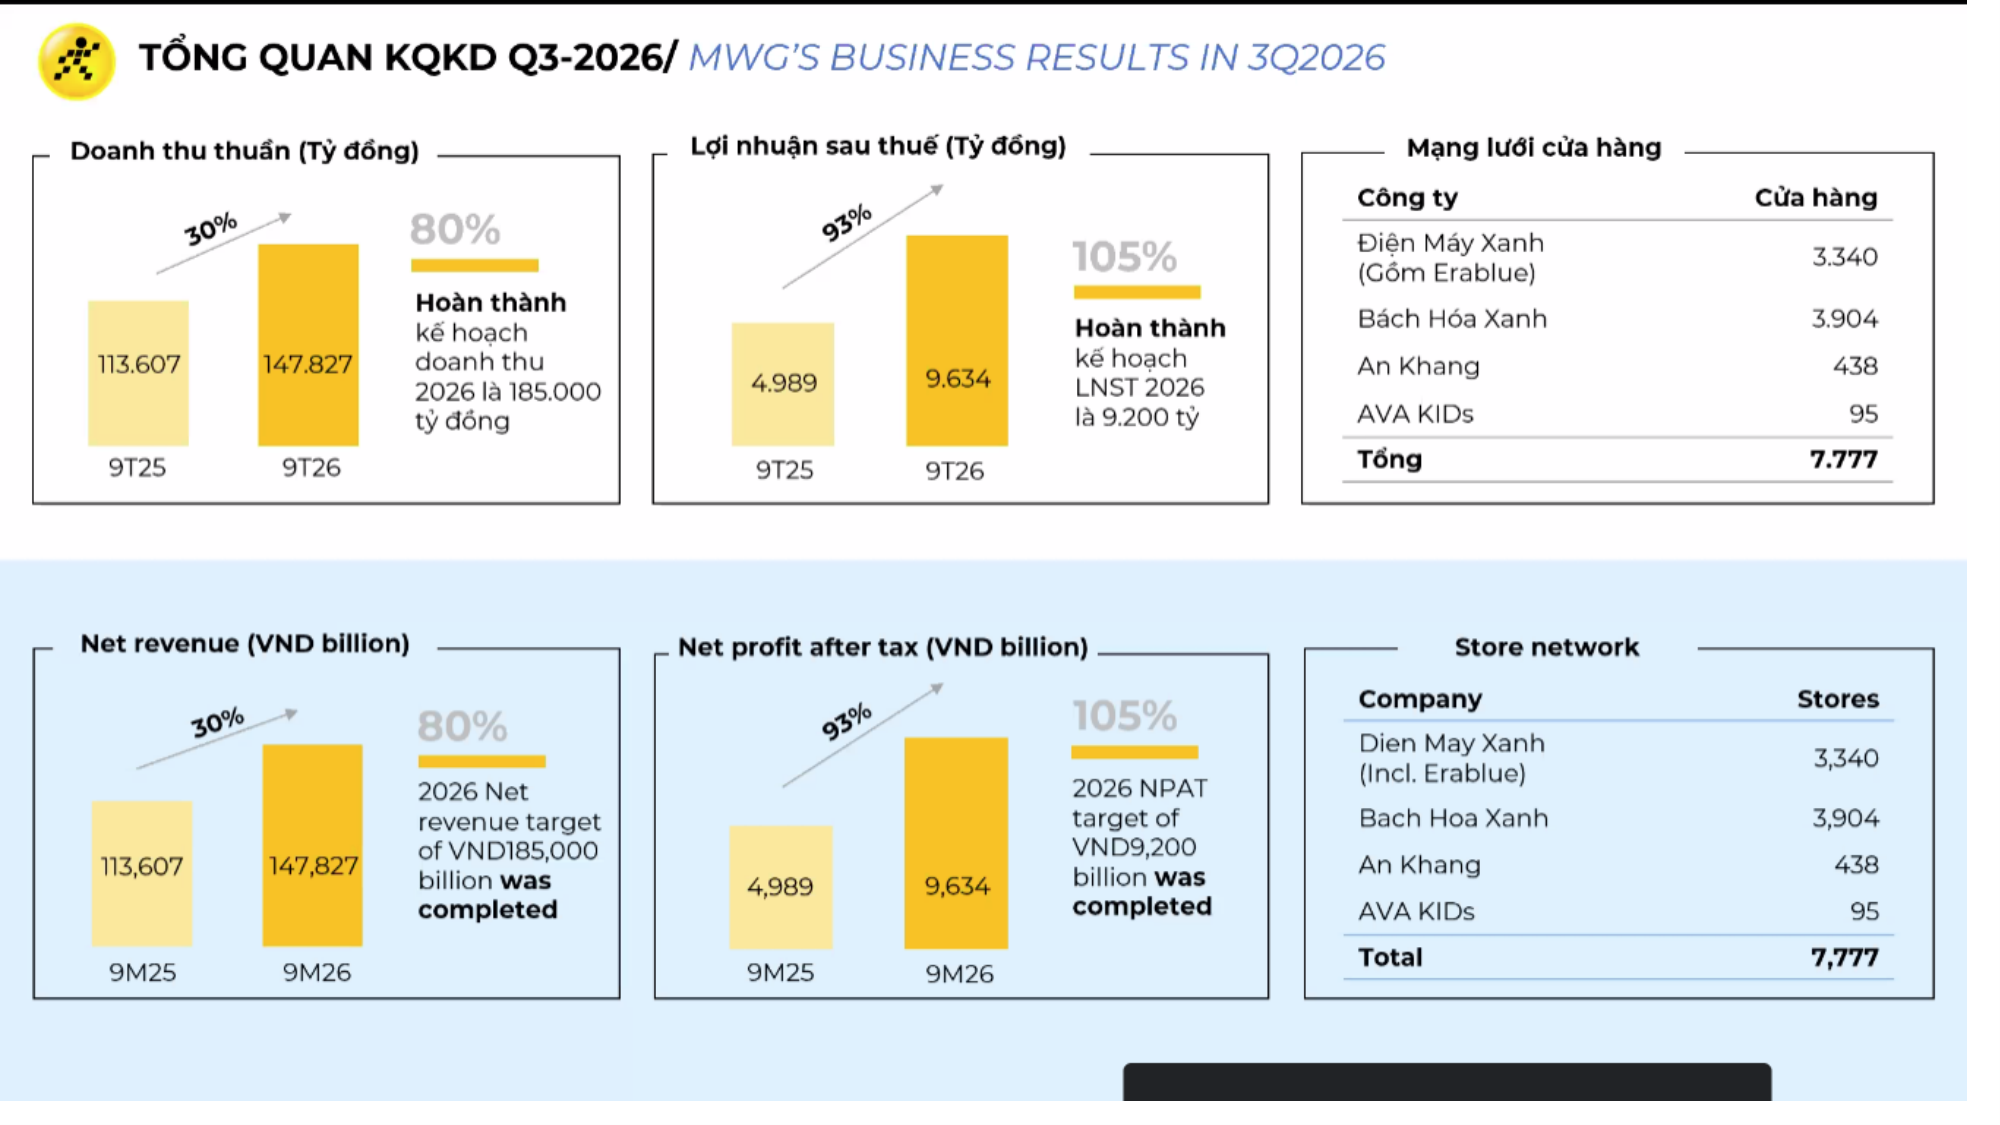 TỔNG QUAN KQKD Q3-2026/ MWG'S BUSINESS RESULTS IN 3Q2026
Doanh thu thuần (Tỷ đồng)
30%
113.607
147.827
9T25
9T26
80%
Hoàn thành
kế hoạch
doanh thu
2026 là 185.000
tỷ đồng
Lợi nhuận sau thuế (Tỷ đồng)
93%
4.989
9.634
9T25
9T26
105%
Hoàn thành
kế hoạch
LNST 2026
là 9.200 tỷ
Mạng lưới cửa hàng
Công ty Cửa hàng
Điện Máy Xanh
(Gồm Erablue) 3.340
Bách Hóa Xanh 3.904
An Khang 438
AVA KIDs 95
Tổng 7.777
Net revenue (VND billion)
30%
113,607
147,827
9M25
9M26
80%
2026 Net
revenue target
of VND185,000
billion was
completed
Net profit after tax (VND billion)
93%
4,989
9,634
9M25
9M26
105%
2026 NPAT
target of
VND9,200
billion was
completed
Store network
Company Stores
Dien May Xanh
(Incl. Erablue) 3,340
Bach Hoa Xanh 3,904
An Khang 438
AVA KIDs 95
Total 7,777